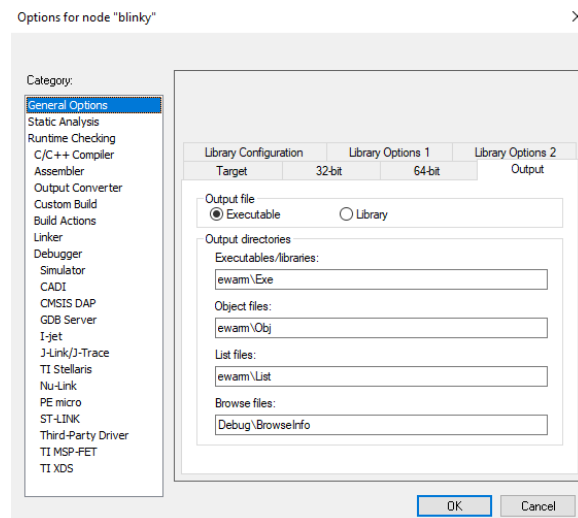 Options for node "blinky"
Category:
General Options
Static Analysis
Runtime Checking
C/C++ Compiler
Assembler
Output Converter
Custom Build
Build Actions
Linker
Debugger
Simulator
CADI
CMSIS DAP
GDB Server
I-jet
J-Link/J-Trace
TI Stellaris
Nu-Link
PE micro
ST-LINK
Third-Party Driver
TI MSP-FET
TI XDS
Library Configuration Library Options 1 Library Options 2
Target 32-bit 64-bit Output
Output file
Executable Library
Output directories
Executables/libraries:
ewarm\Exe
Object files:
ewarm\Obj
List files:
ewarm\List
Browse files:
Debug\BrowseInfo
OK Cancel